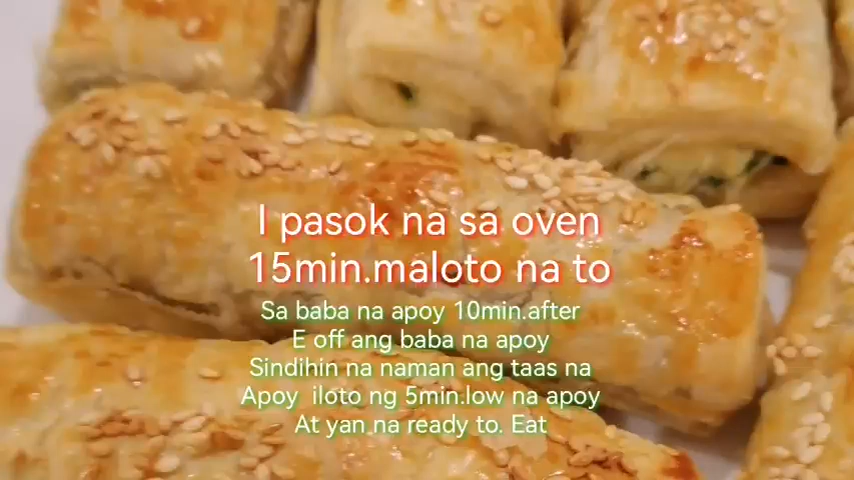 I pasok na sa oven
15min.maloto na to
Sa baba na apoy 10min.after
E off ang baba na apoy
Sindihin na naman ang taas na
Apoy  iloto ng 5min.low na apoy
At yan na ready to. Eat